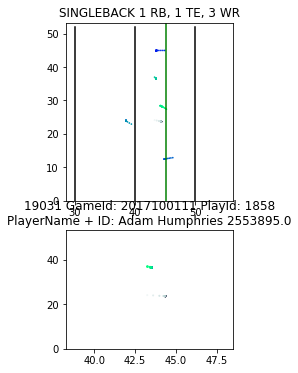 SINGLEBACK 1 RB, 1 TE, 3 WR
50
40
30
20
10
0
30 40 50
19031 GameId: 2017100111 PlayId: 1858
PlayerName + ID: Adam Humphries 2553895.0
40
20
0
40.0 42.5 45.0 47.5